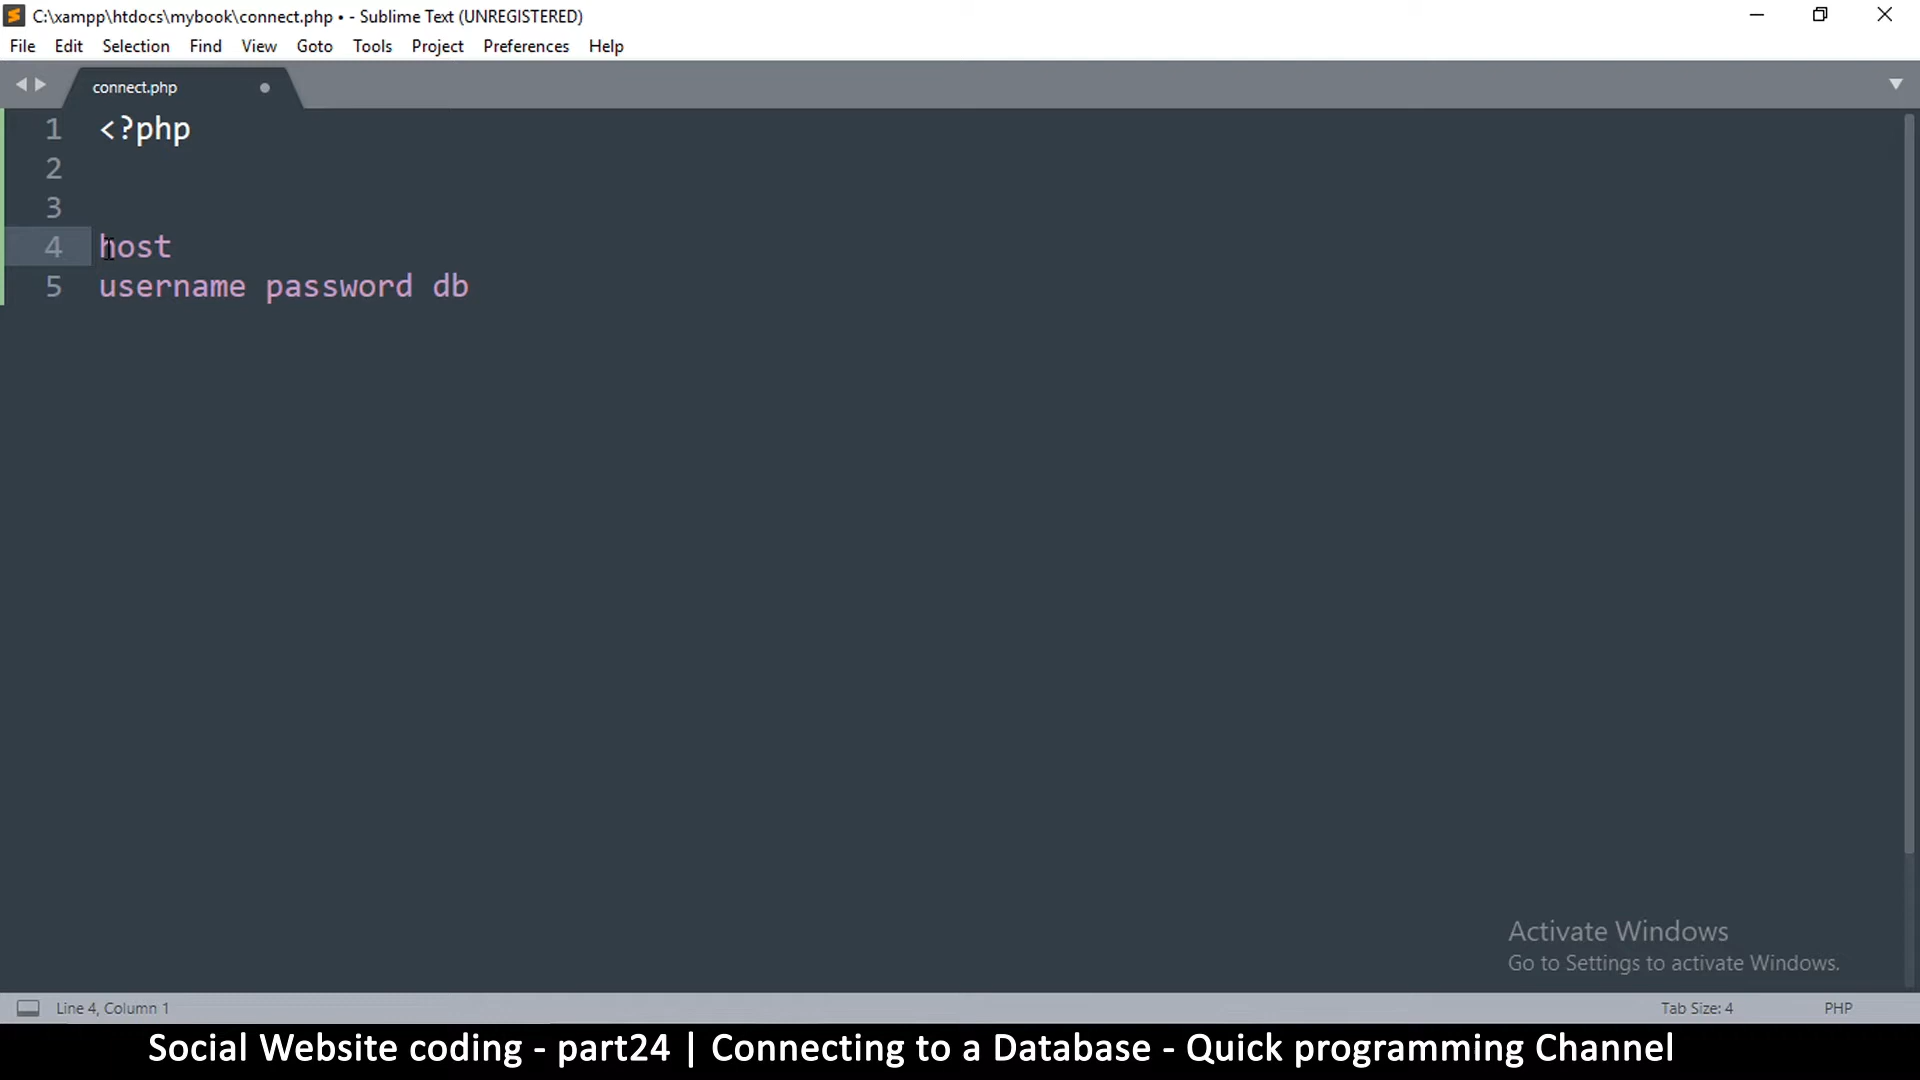 C:\xampp\htdocs\mybook\connect.php • - Sublime Text (UNREGISTERED)
File Edit Selection Find View Goto Tools Project Preferences Help
connect.php
1 <?php
2
3
4 host
5 username password db
Activate Windows
Go to Settings to activate Windows.
Line 4, Column 1 Tab Size: 4 PHP
Social Website coding - part24 | Connecting to a Database - Quick programming Channel